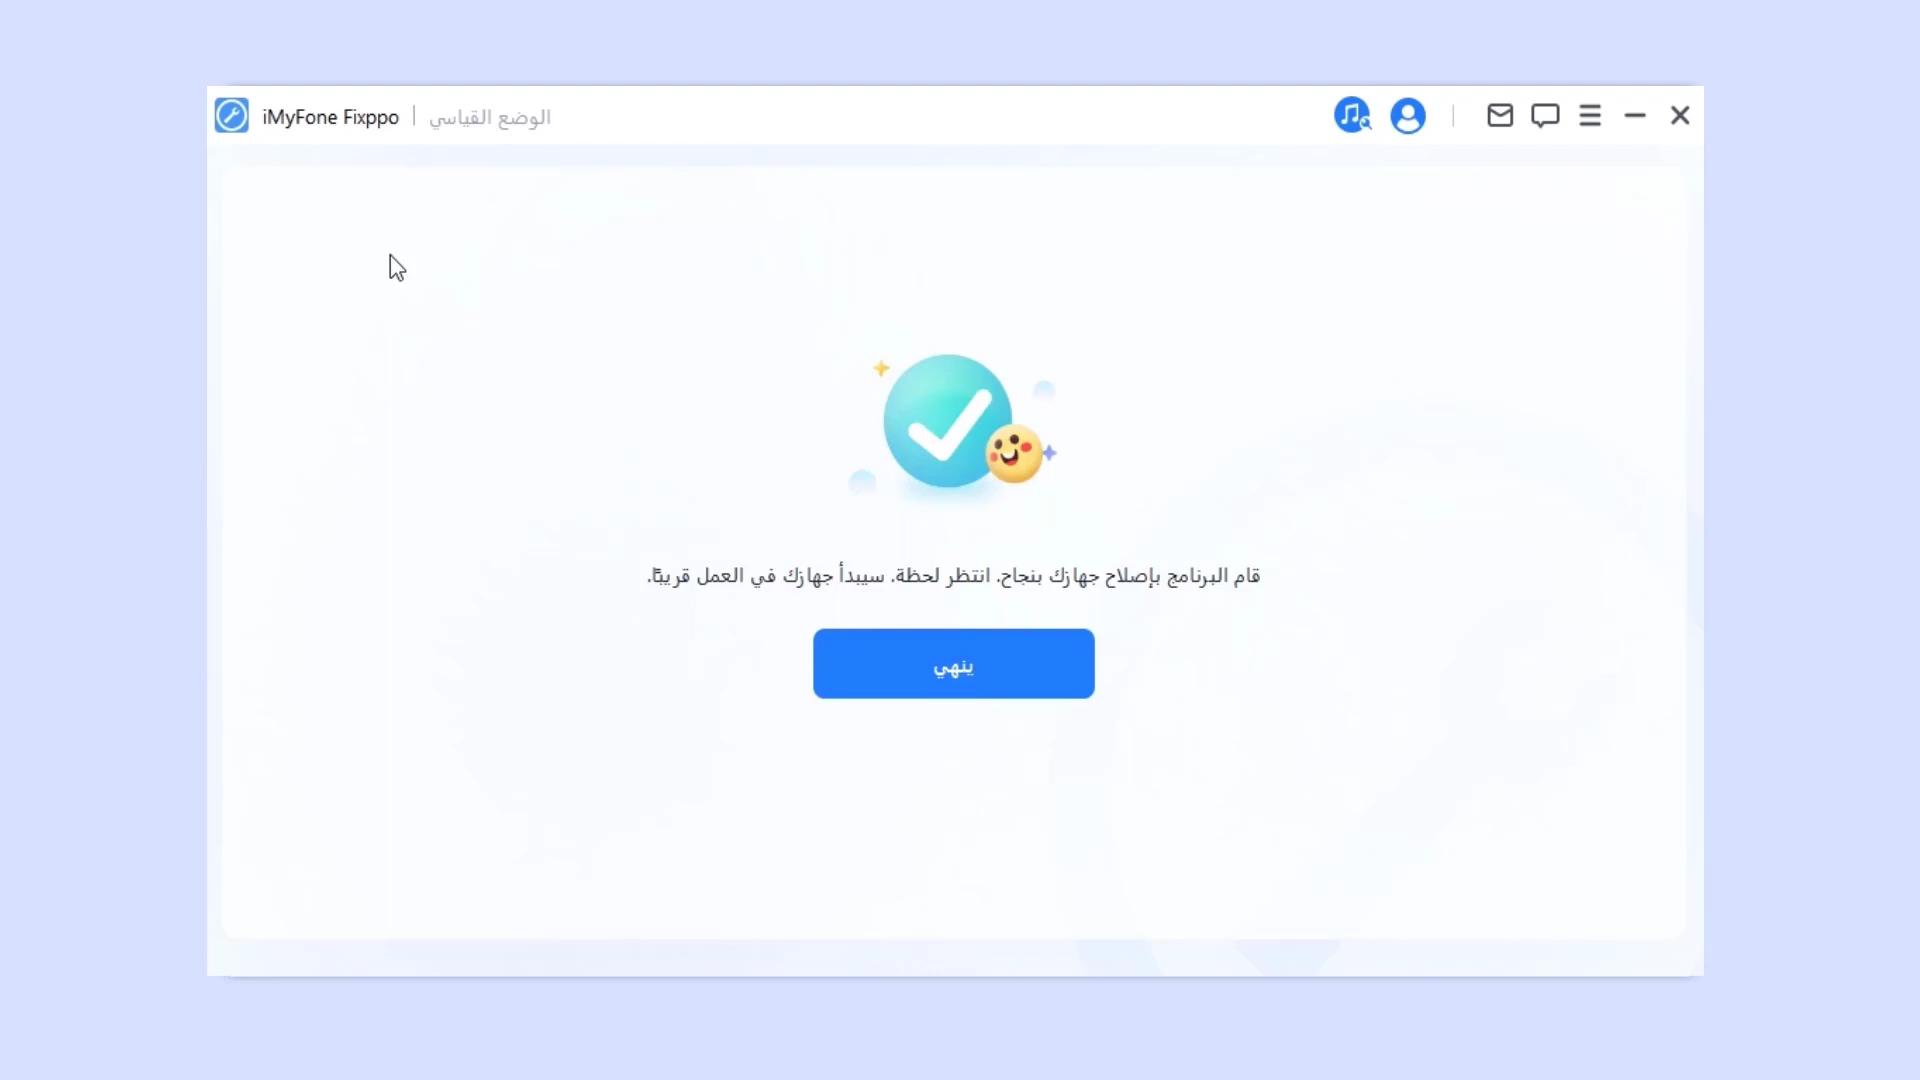 iMyFone Fixppo | الوضع القياسي
قام البرنامج بإصلاح جهازك بنجاح. انتظر لحظة. سيبدأ جهازك في العمل قريبًا.
ينهي